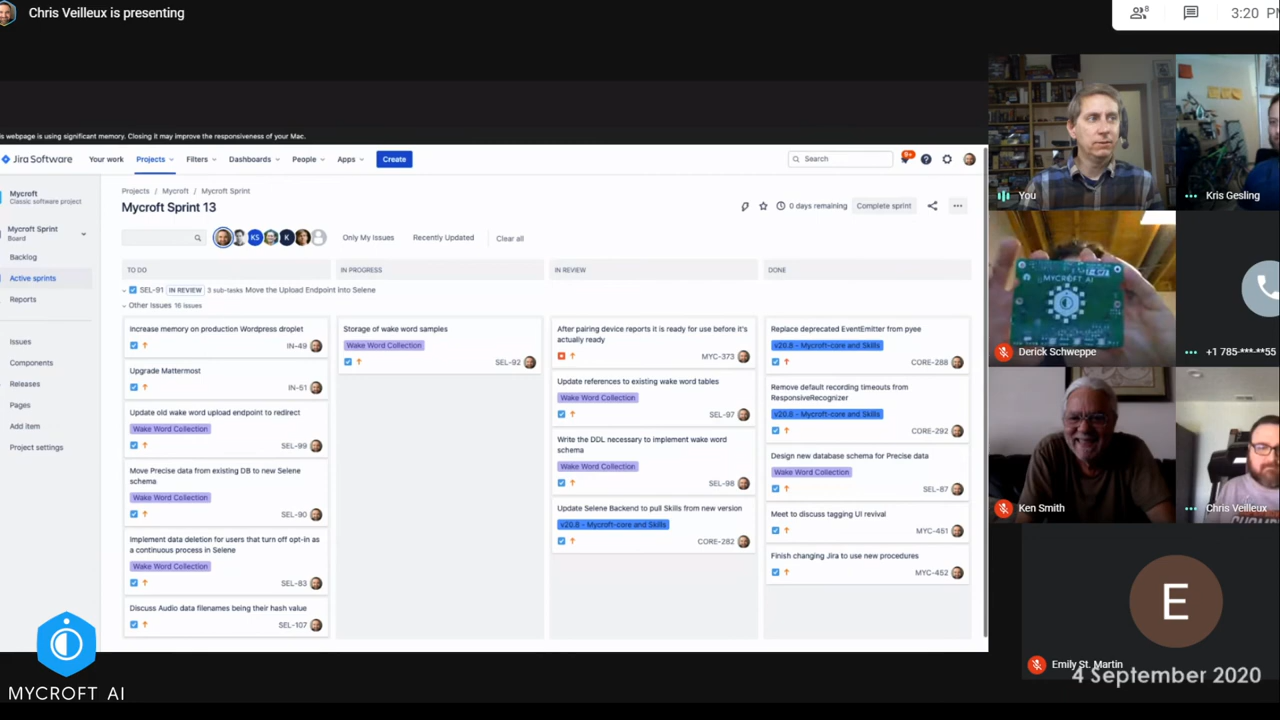 Chris Veilleux is presenting
8
3:20 PM
is webpage is using significant memory. Closing it may improve the responsiveness of your Mac.
Jira Software
Your work
Projects
Filters
Dashboards
People
Apps
Create
Search
9+
Mycroft
Classic software project
Mycroft Sprint
Board
Backlog
Active sprints
Reports
Issues
Components
Releases
Pages
Add item
Project settings
Projects / Mycroft / Mycroft Sprint
Mycroft Sprint 13
0 days remaining
Complete sprint
KS
K
Only My Issues
Recently Updated
Clear all
TO DO
IN PROGRESS
IN REVIEW
DONE
SEL-91 IN REVIEW 3 sub-tasks Move the Upload Endpoint into Selene
Other Issues 16 issues
Increase memory on production Wordpress droplet
IN-49
Upgrade Mattermost
IN-61
Update old wake word upload endpoint to redirect
Wake Word Collection
SEL-99
Move Precise data from existing DB to new Selene
schema
Wake Word Collection
SEL-90
Implement data deletion for users that turn off opt-in as
a continuous process in Selene
Wake Word Collection
SEL-83
Discuss Audio data filenames being their hash value
SEL-107
Storage of wake word samples
Wake Word Collection
SEL-92
After pairing device reports it is ready for use before it's
actually ready
MYC-373
Update references to existing wake word tables
Wake Word Collection
SEL-97
Write the DDL necessary to implement wake word
schema
Wake Word Collection
SEL-98
Update Selene Backend to pull Skills from new version
v20.8 - Mycroft-core and Skills
CORE-282
Replace deprecated EventEmitter from pyee
v20.8 - Mycroft-core and Skills
CORE-288
Remove default recording timeouts from
ResponsiveRecognizer
v20.8 - Mycroft-core and Skills
CORE-292
Design new database schema for Precise data
Wake Word Collection
SEL-87
Meet to discuss tagging UI revival
MYC-451
Finish changing Jira to use new procedures
MYC-452
You
Kris Gesling
MYCROFT AI
Derick Schweppe
+1 785-***-**55
Ken Smith
Chris Veilleux
E
Emily St. Martin
4 September 2020
MYCROFT AI